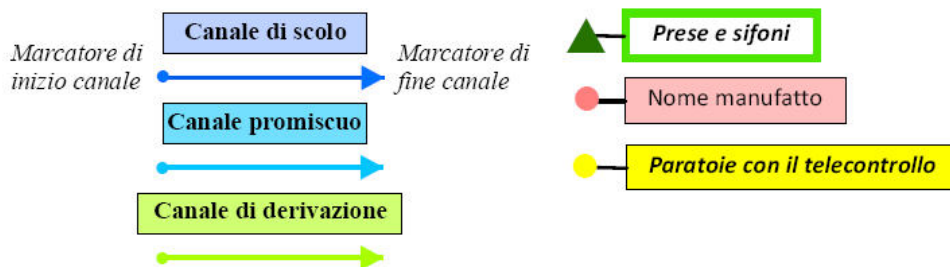 Canale di scolo
Marcatore di
inizio canale
Marcatore di
fine canale
Canale promiscuo
Canale di derivazione
Prese e sifoni
Nome manufatto
Paratoie con il telecontrollo